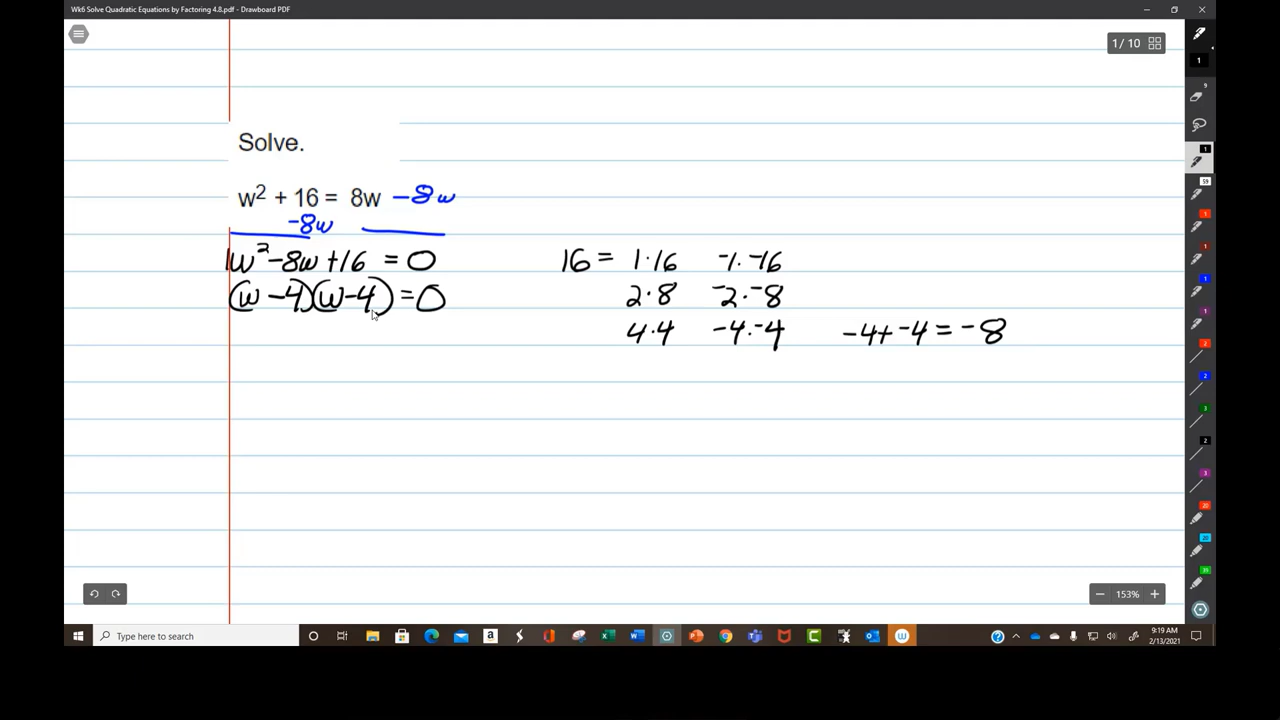 Wk6 Solve Quadratic Equations by Factoring 4.8.pdf - Drawboard PDF
1 / 10
Solve.
w² + 16 = 8w -8w
-8w
1w² -8w +16 = 0
(w -4)(w -4) = 0
16 = 1·16 -1·-16
2·8 -2·-8
4·4 -4·-4 -4+ -4 = -8
153%
Type here to search
9:19 AM
2/13/2021